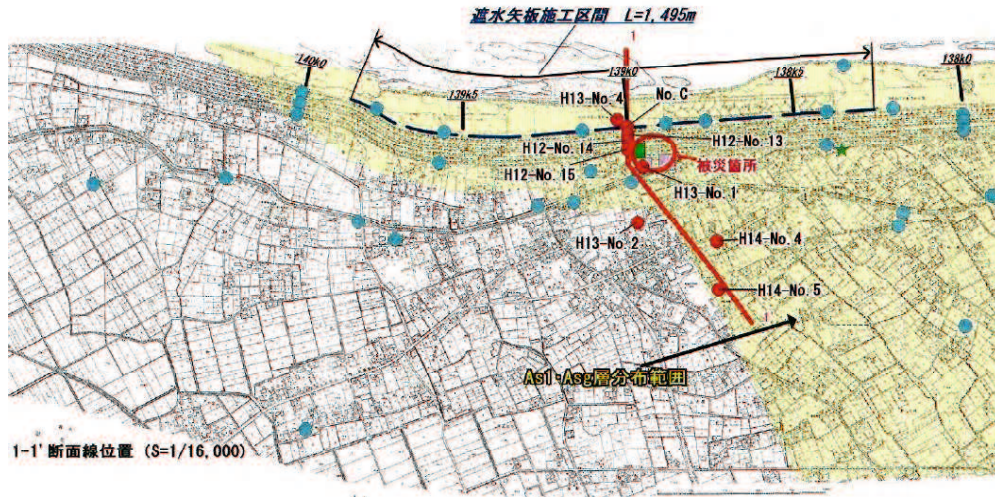 遮水矢板施工区間 L=1,495m
1
140k0
139k5
139k0
138k5
138k0
H13-No.4
No.C
H12-No.14
H12-No.13
H12-No.15
被災箇所
H13-No.1
H13-No.2
H14-No.4
H14-No.5
1'
As1・Asg層分布範囲
1-1' 断面線位置 (S=1/16,000)